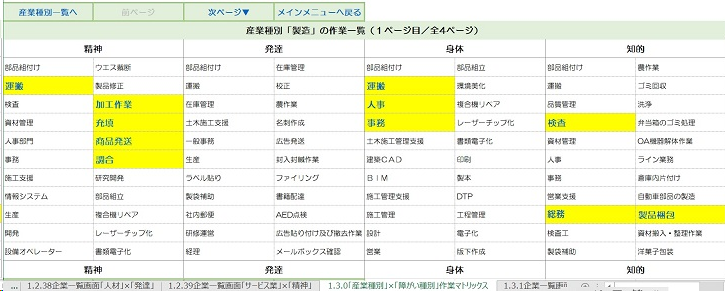 産業種別一覧へ 前ページ 次ページ▼ メインメニューへ戻る
産業種別「製造」の作業一覧（１ページ目／全4ページ）
精神 発達 身体 知的
部品組付け ウエス裁断 部品組付け 在庫管理 部品組付け 部品組立 部品組付け 農作業
運搬 製品修正 運搬 校正 運搬 環境美化 運搬 ゴミ回収
検査 加工作業 在庫管理 農作業 人事 複合機リペア 品質管理 洗浄
資材管理 充填 土木施工支援 名刺作成 事務 レーザーチップ化 検査 弁当箱のゴミ処理
人事部門 商品発送 一般事務 広告発送 土木施工管理支援 書類電子化 資材管理 OA機器解体作業
事務 調合 生産 封入封緘作業 建築ＣＡＤ 印刷 人事 ライン業務
施工支援 研究開発 ラベル貼り ファイリング ＢＩＭ 製本 事務 倉庫内片付け
情報システム 部品組立 製袋補助 書籍配達 施工管理支援 DTP 営業支援 自動車部品の製造
生産 複合機リペア 社内郵便 AED点検 施工管理 工程管理 総務 製品梱包
開発 レーザーチップ化 研修運営 広告貼り付け及び撤去作業 設計 電子化 検査工 資材搬入・整理作業
設備オペレーター 書類電子化 経理 メールボックス確認 営業 版下作成 製袋補助 洋菓子包装
精神 発達 身体 知的
... 1.2.38企業一覧画面「人材」×「発達」 1.2.39企業一覧画面「サービス業」×「精神」 1.3.0「産業種別」×「障がい種別」作業マトリックス 1.3.1企業一覧画 ...